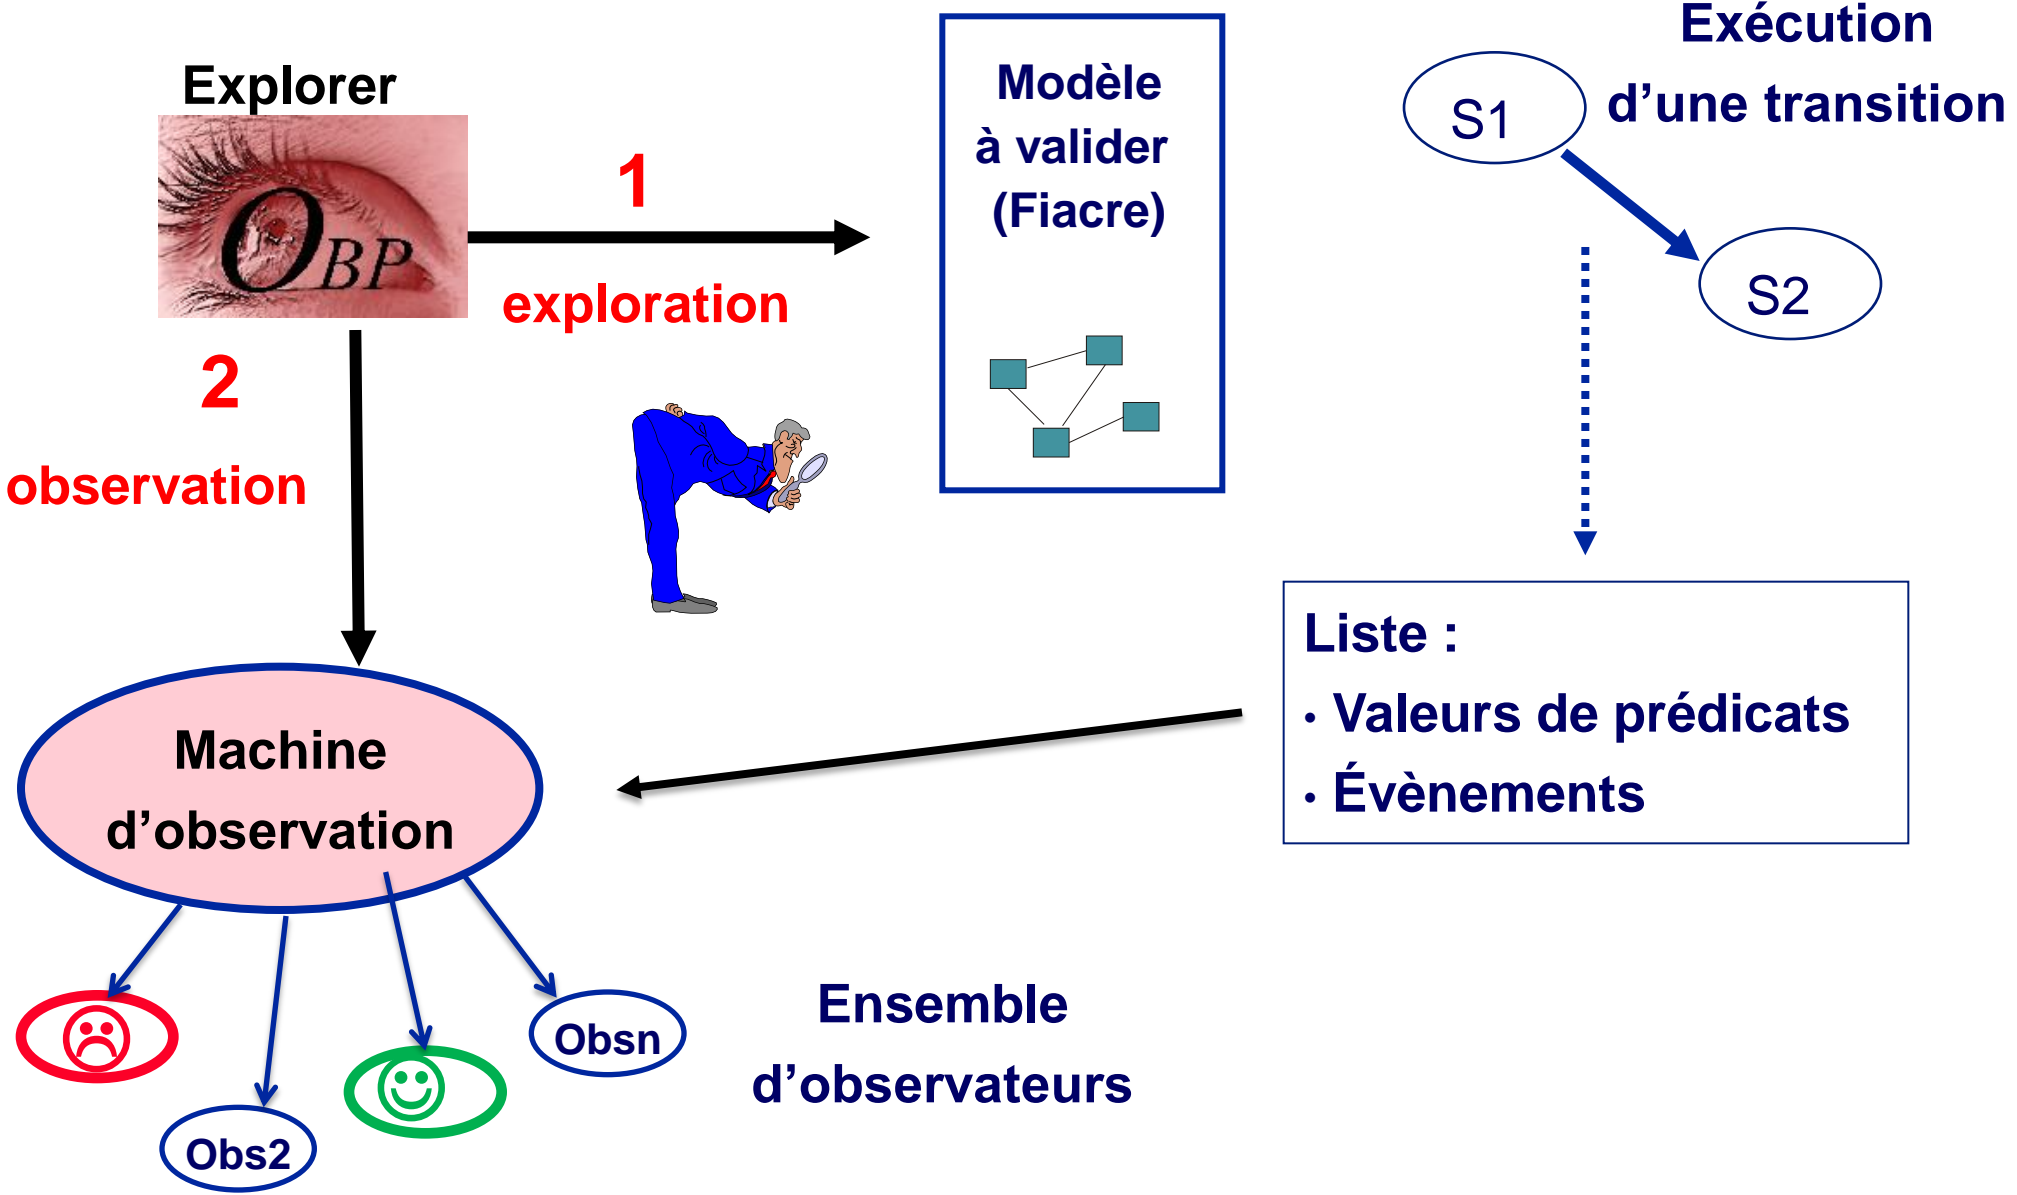 Explorer
OBP
1
exploration
2
observation
Modèle
à valider
(Fiacre)
Exécution
d’une transition
S1
S2
Liste :
• Valeurs de prédicats
• Évènements
Machine
d’observation
Obs2
Obsn
Ensemble
d’observateurs